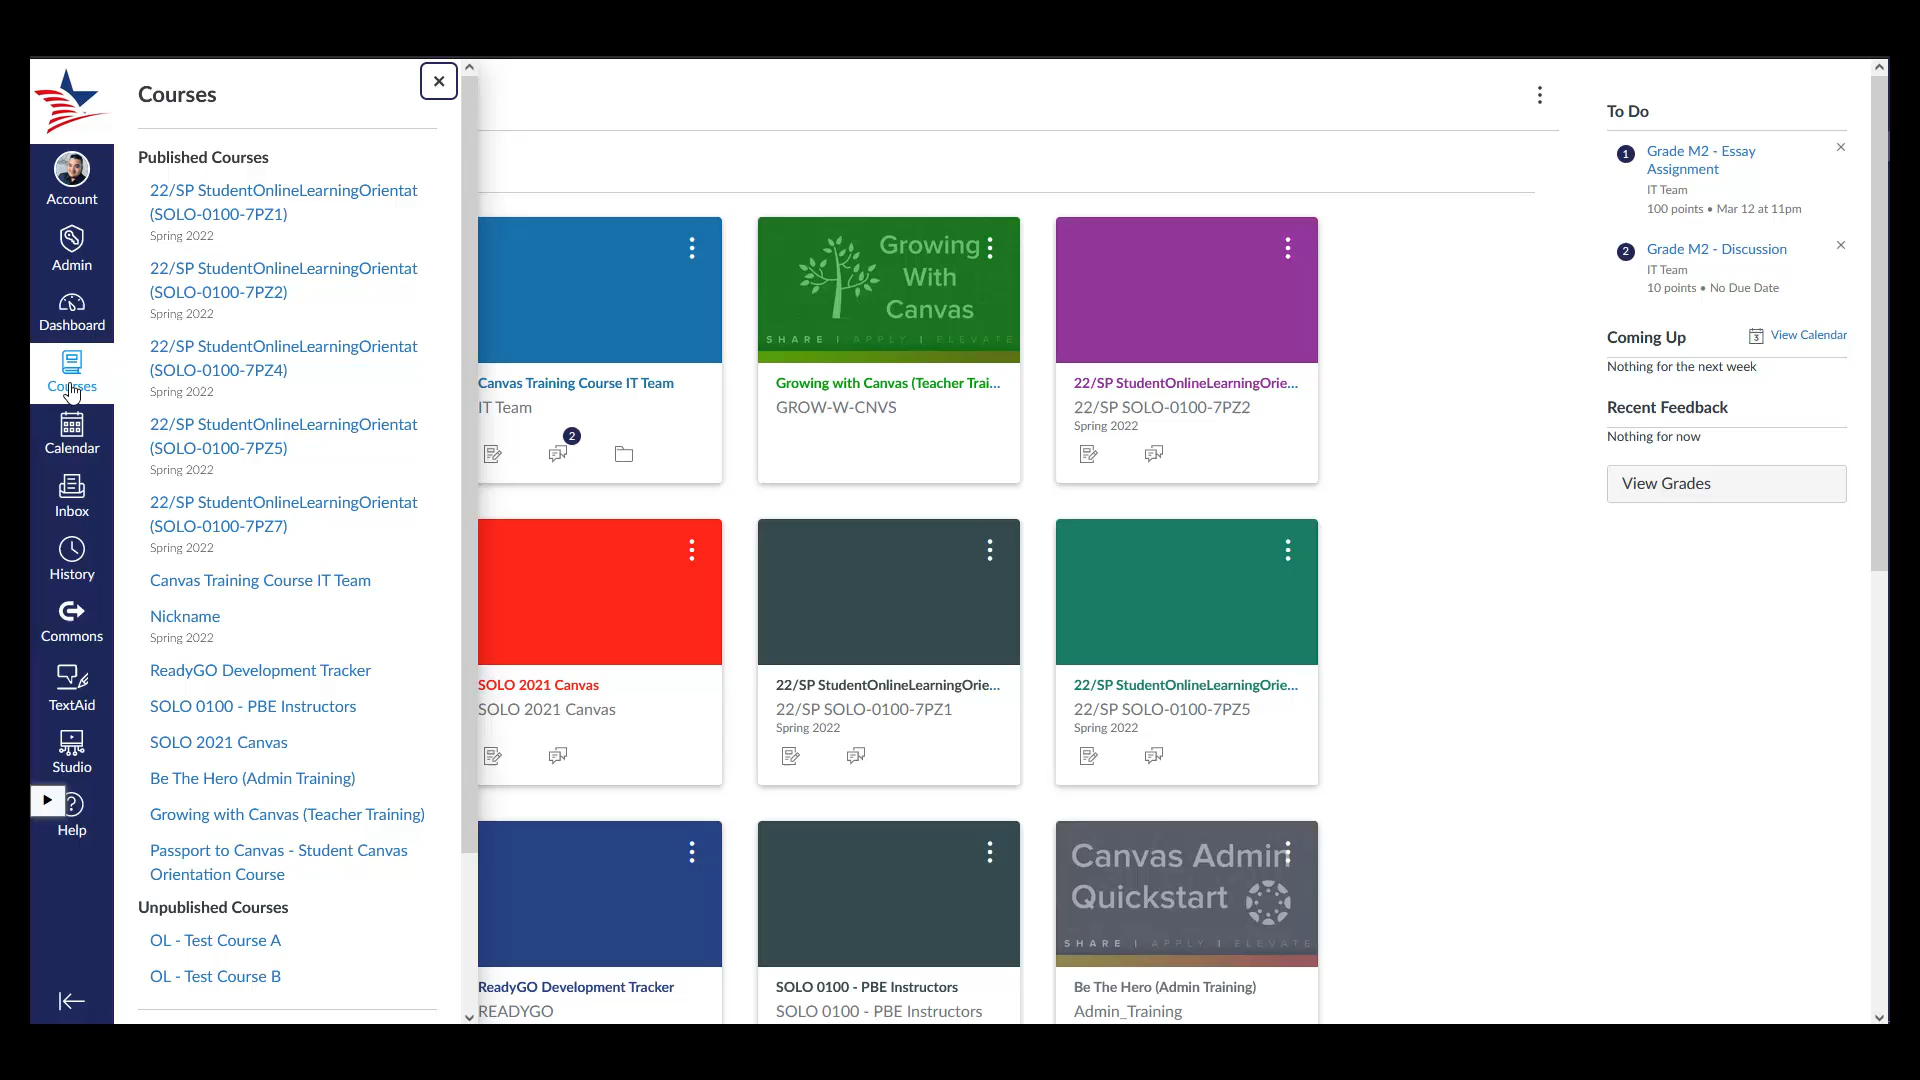 Account
Admin
Dashboard
Courses
Calendar
Inbox
History
Commons
TextAid
Studio
Help
Courses
Published Courses
22/SP StudentOnlineLearningOrientat
(SOLO-0100-7PZ1)
Spring 2022
22/SP StudentOnlineLearningOrientat
(SOLO-0100-7PZ2)
Spring 2022
22/SP StudentOnlineLearningOrientat
(SOLO-0100-7PZ4)
Spring 2022
22/SP StudentOnlineLearningOrientat
(SOLO-0100-7PZ5)
Spring 2022
22/SP StudentOnlineLearningOrientat
(SOLO-0100-7PZ7)
Spring 2022
Canvas Training Course IT Team
Nickname
Spring 2022
ReadyGO Development Tracker
SOLO 0100 - PBE Instructors
SOLO 2021 Canvas
Be The Hero (Admin Training)
Growing with Canvas (Teacher Training)
Passport to Canvas - Student Canvas
Orientation Course
Unpublished Courses
OL - Test Course A
OL - Test Course B
Canvas Training Course IT Team
IT Team
2
Growing
With
Canvas
SHARE | APPLY | ELEVATE
Growing with Canvas (Teacher Trai...
GROW-W-CNVS
22/SP StudentOnlineLearningOrie...
22/SP SOLO-0100-7PZ2
Spring 2022
SOLO 2021 Canvas
SOLO 2021 Canvas
22/SP StudentOnlineLearningOrie...
22/SP SOLO-0100-7PZ1
Spring 2022
22/SP StudentOnlineLearningOrie...
22/SP SOLO-0100-7PZ5
Spring 2022
ReadyGO Development Tracker
READYGO
SOLO 0100 - PBE Instructors
SOLO 0100 - PBE Instructors
Canvas Admin
Quickstart
SHARE | APPLY | ELEVATE
Be The Hero (Admin Training)
Admin_Training
To Do
1 Grade M2 - Essay
Assignment
IT Team
100 points • Mar 12 at 11pm
2 Grade M2 - Discussion
IT Team
10 points • No Due Date
Coming Up 3 View Calendar
Nothing for the next week
Recent Feedback
Nothing for now
View Grades